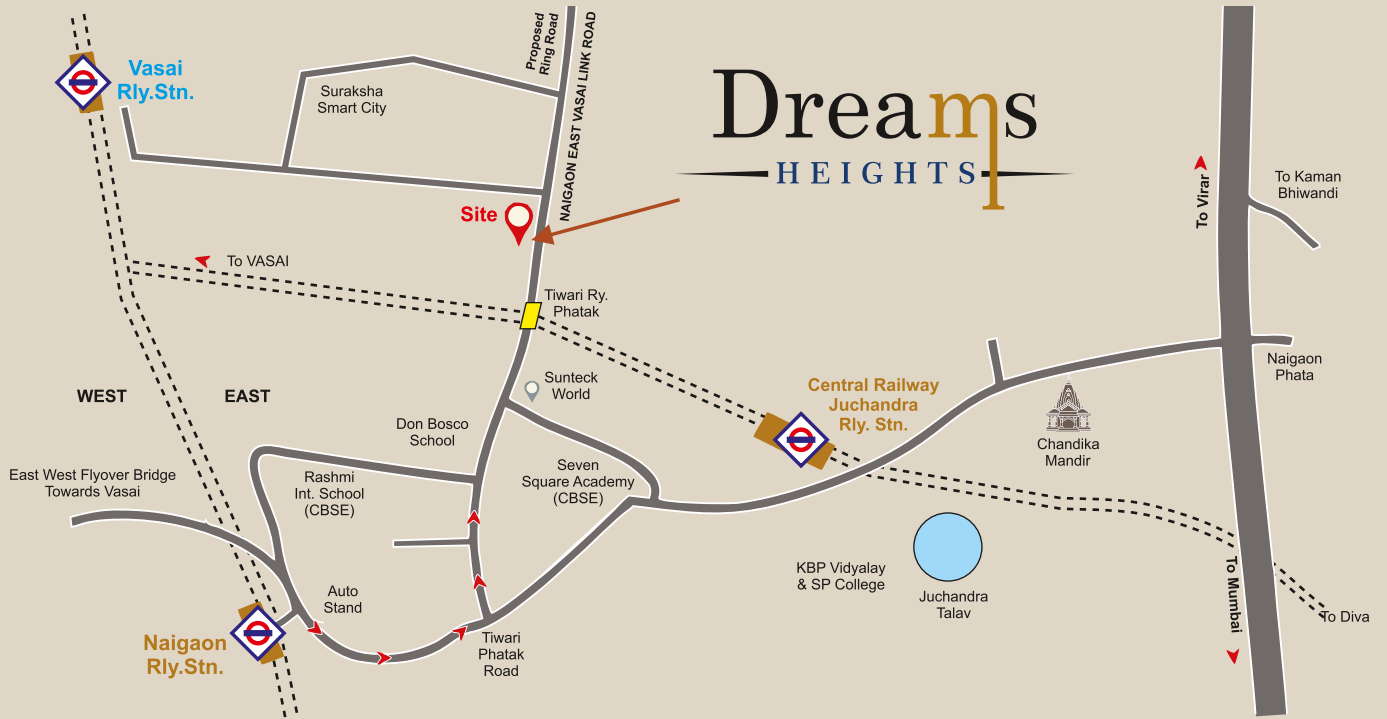 Vasai
Rly.Stn.
Suraksha
Smart City
Proposed
Ring Road
NAIGAON EAST VASAI LINK ROAD
Dreams
HEIGHTS
To Virar
To Kaman
Bhiwandi
Site
To VASAI
Tiwari Ry.
Phatak
Naigaon
Phata
WEST
EAST
Sunteck
World
Central Railway
Juchandra
Rly. Stn.
Don Bosco
School
Chandika
Mandir
East West Flyover Bridge
Towards Vasai
Rashmi
Int. School
(CBSE)
Seven
Square Academy
(CBSE)
KBP Vidyalay
& SP College
Juchandra
Talav
To Mumbai
To Diva
Auto
Stand
Naigaon
Rly.Stn.
Tiwari
Phatak
Road